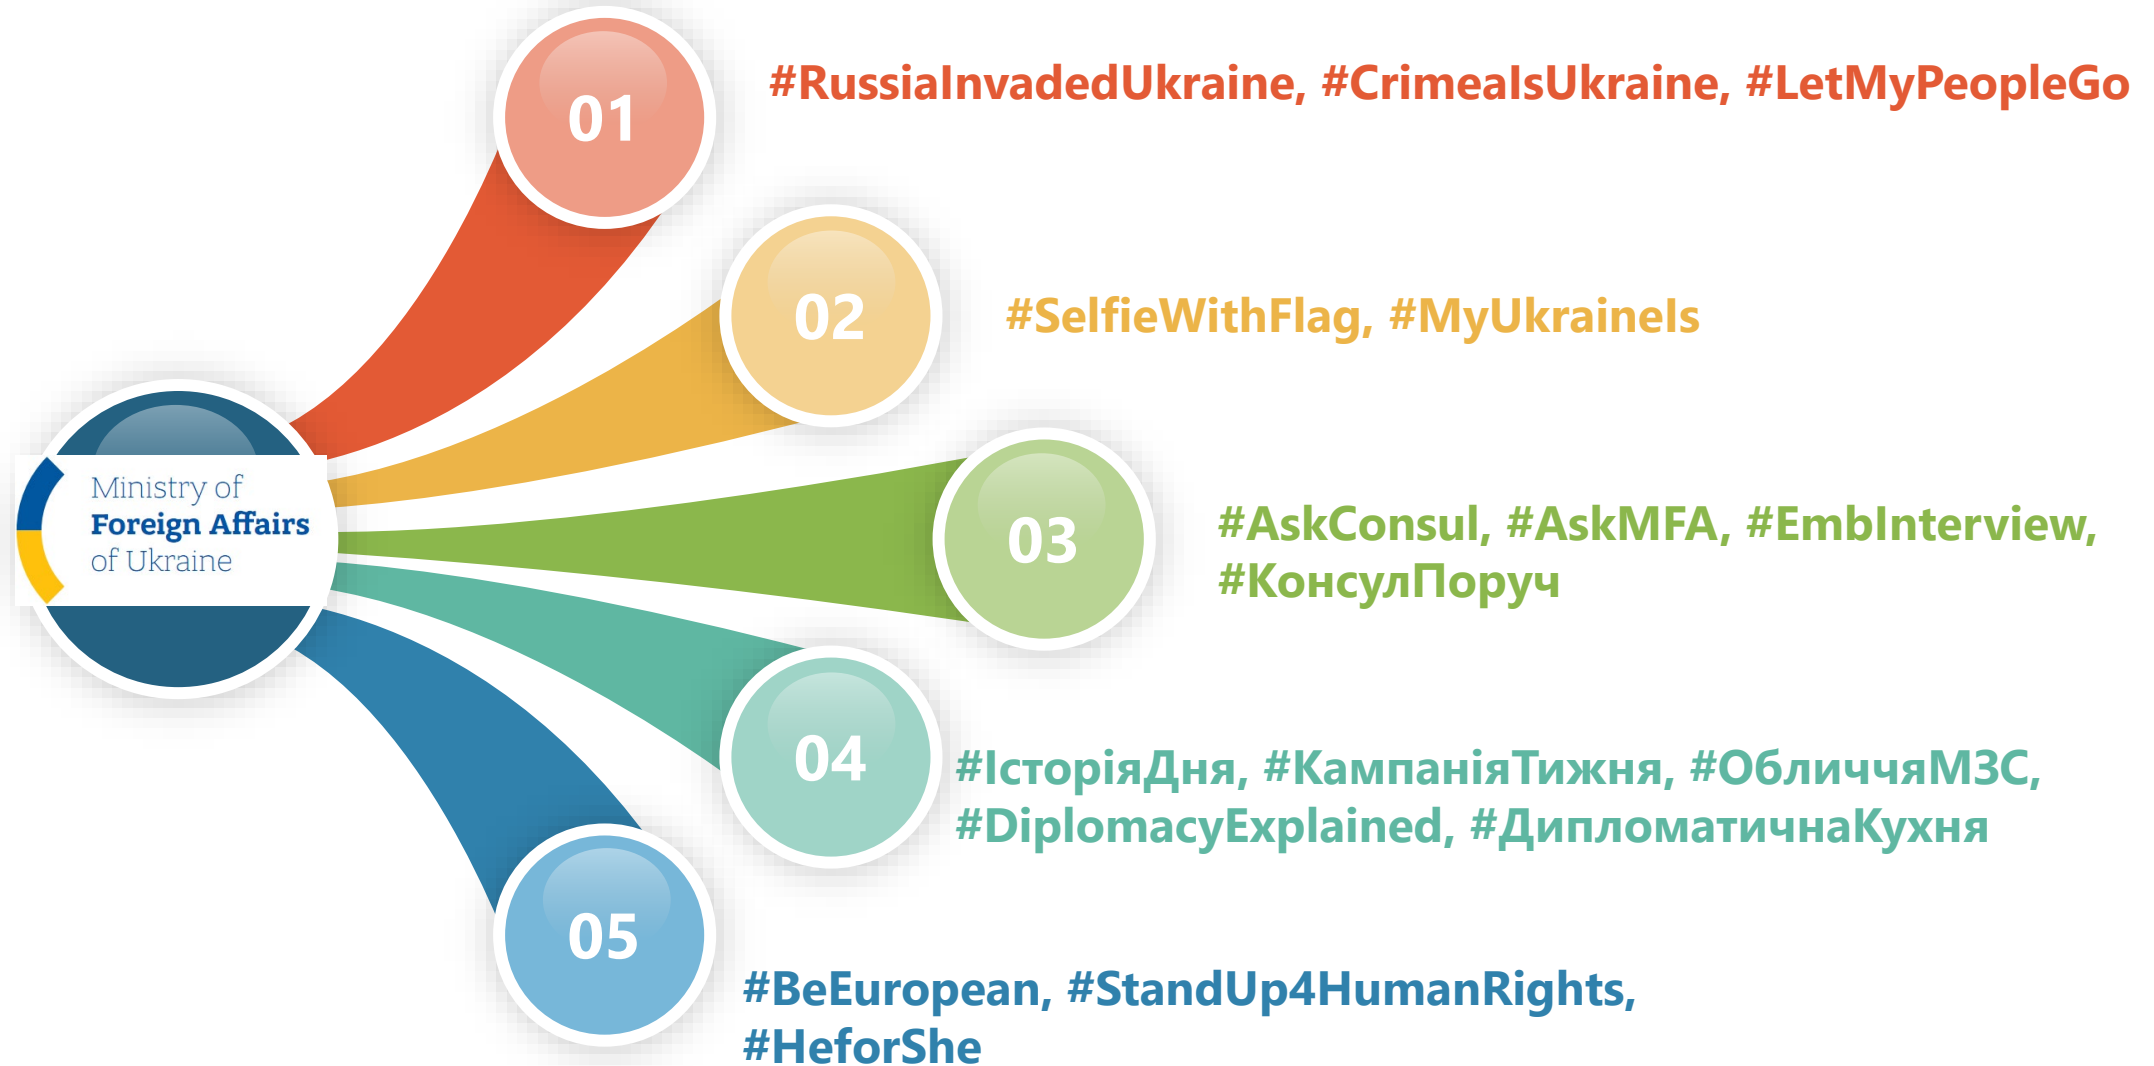 01
#RussiaInvadedUkraine, #CrimeaIsUkraine, #LetMyPeopleGo
02
#SelfieWithFlag, #MyUkraineIs
Ministry of
Foreign Affairs
of Ukraine
03
#AskConsul, #AskMFA, #EmbInterview,
#КонсулПоруч
04
#ІсторіяДня, #КампаніяТижня, #ОбличчяМЗС,
#DiplomacyExplained, #ДипломатичнаКухня
05
#BeEuropean, #StandUp4HumanRights,
#HeforShe